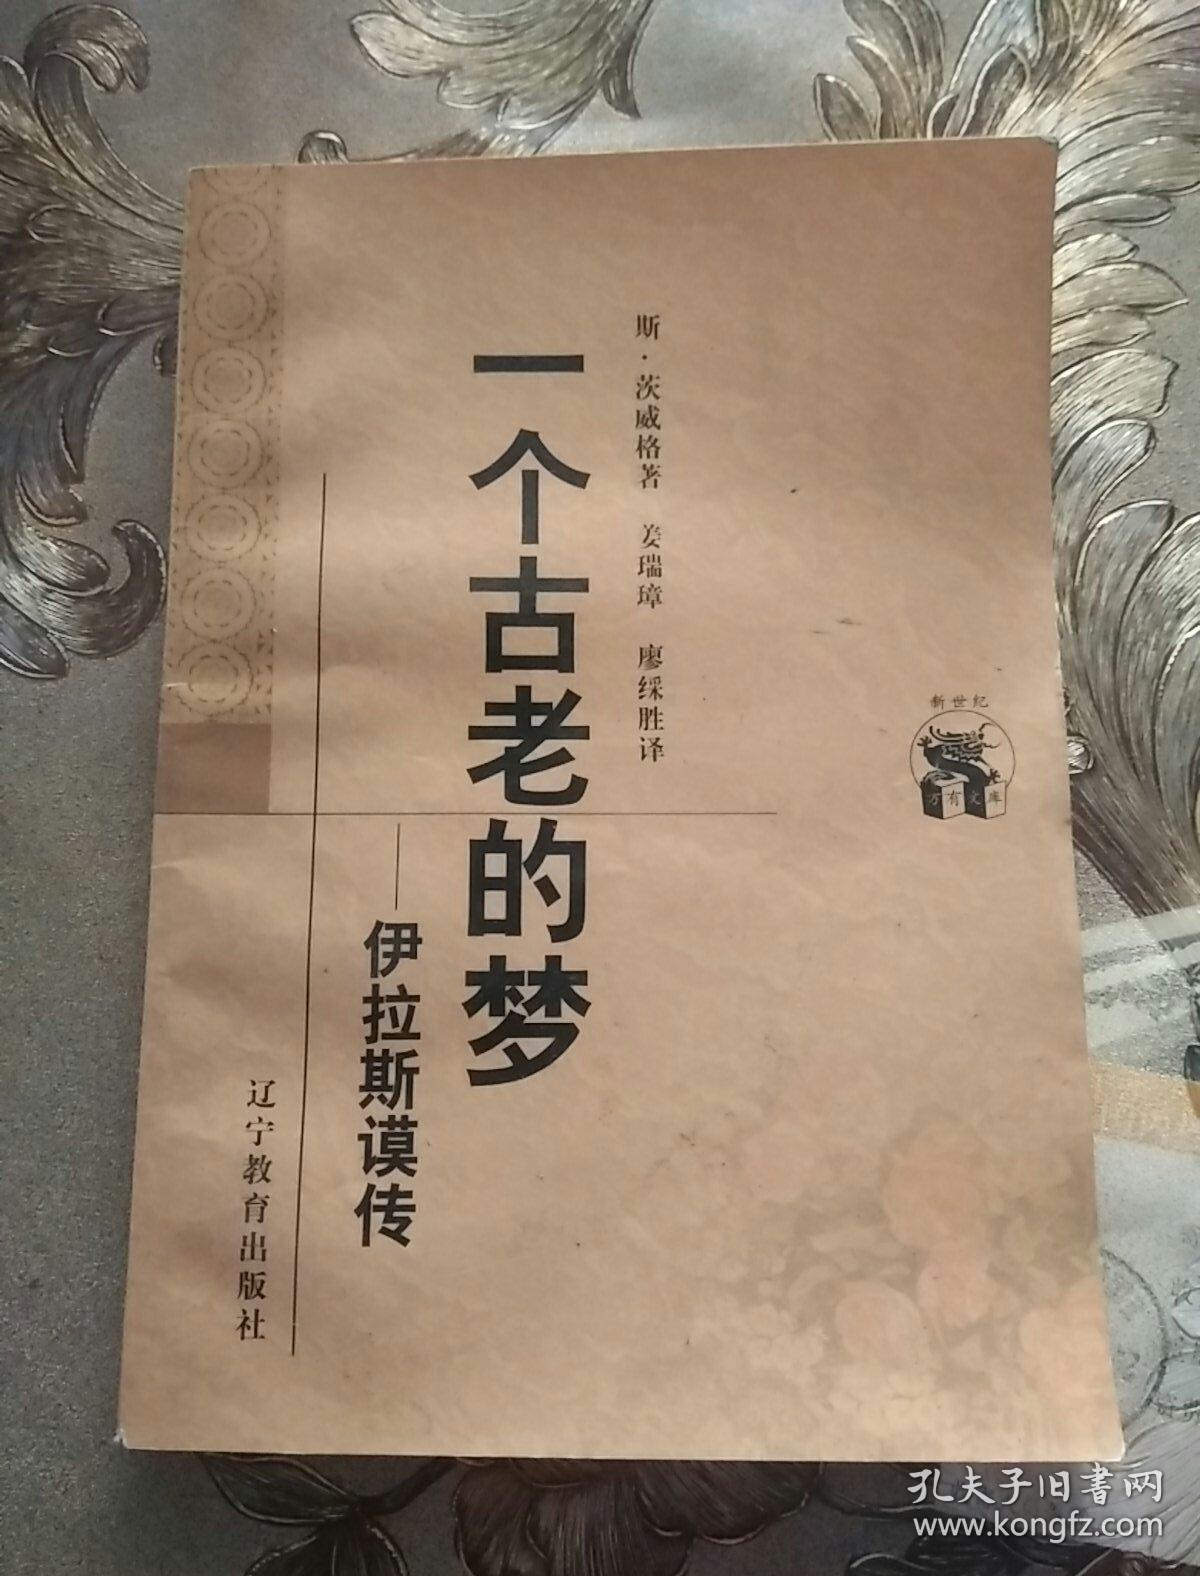 斯·茨威格著 姜瑞璋 廖綵胜译
一个古老的梦
——伊拉斯谟传
辽宁教育出版社
新世纪
万有文库
孔夫子旧书网
www.kongfz.com